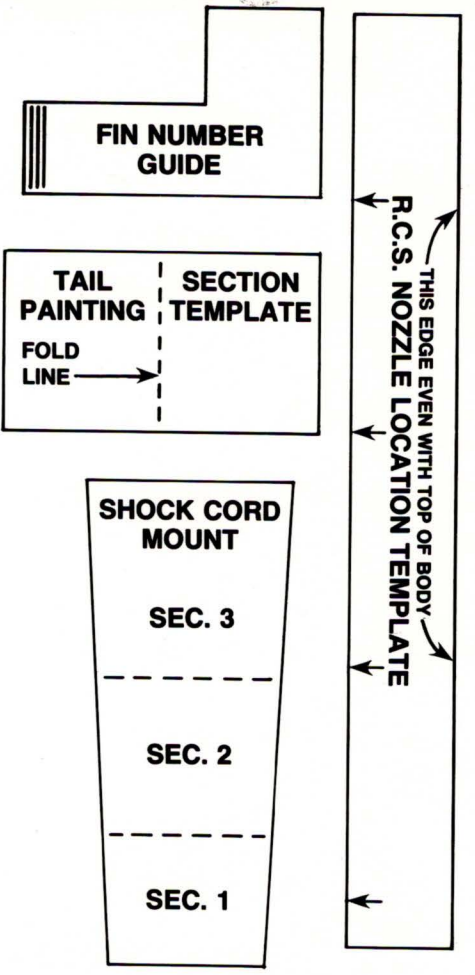 FIN NUMBER
GUIDE
TAIL
PAINTING
SECTION
TEMPLATE
FOLD
LINE
SHOCK CORD
MOUNT
SEC. 3
SEC. 2
SEC. 1
THIS EDGE EVEN WITH TOP OF BODY
R.C.S. NOZZLE LOCATION TEMPLATE